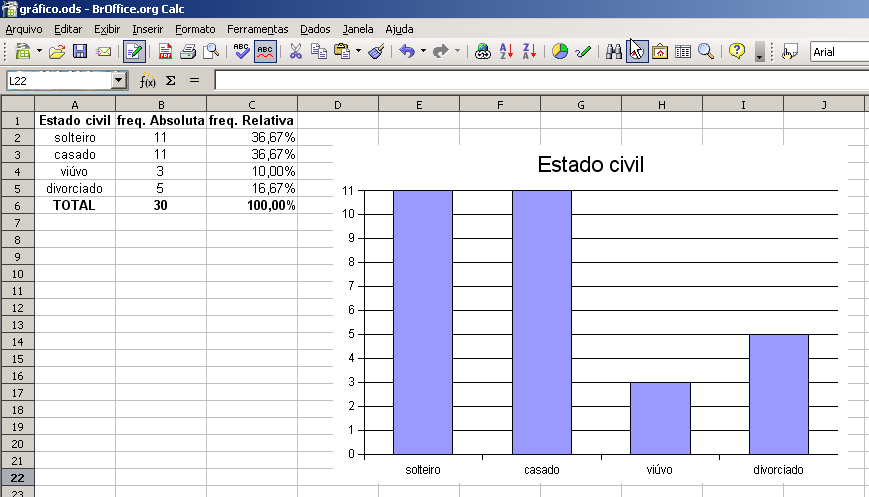 gráfico.ods - BrOffice.org Calc
Arquivo Editar Exibir Inserir Formato Ferramentas Dados Janela Ajuda
ABC ABC A Z Z A Arial
L22 f(x) Σ =
A B C D E F G H I J
1 Estado civil freq. Absoluta freq. Relativa
2 solteiro 11 36,67%
3 casado 11 36,67%
4 viúvo 3 10,00%
5 divorciado 5 16,67%
6 TOTAL 30 100,00%
7
8
9
10
11
12
13
14
15
16
17
18
19
20
21
22
23
Estado civil
11
10
9
8
7
6
5
4
3
2
1
0
solteiro casado viúvo divorciado